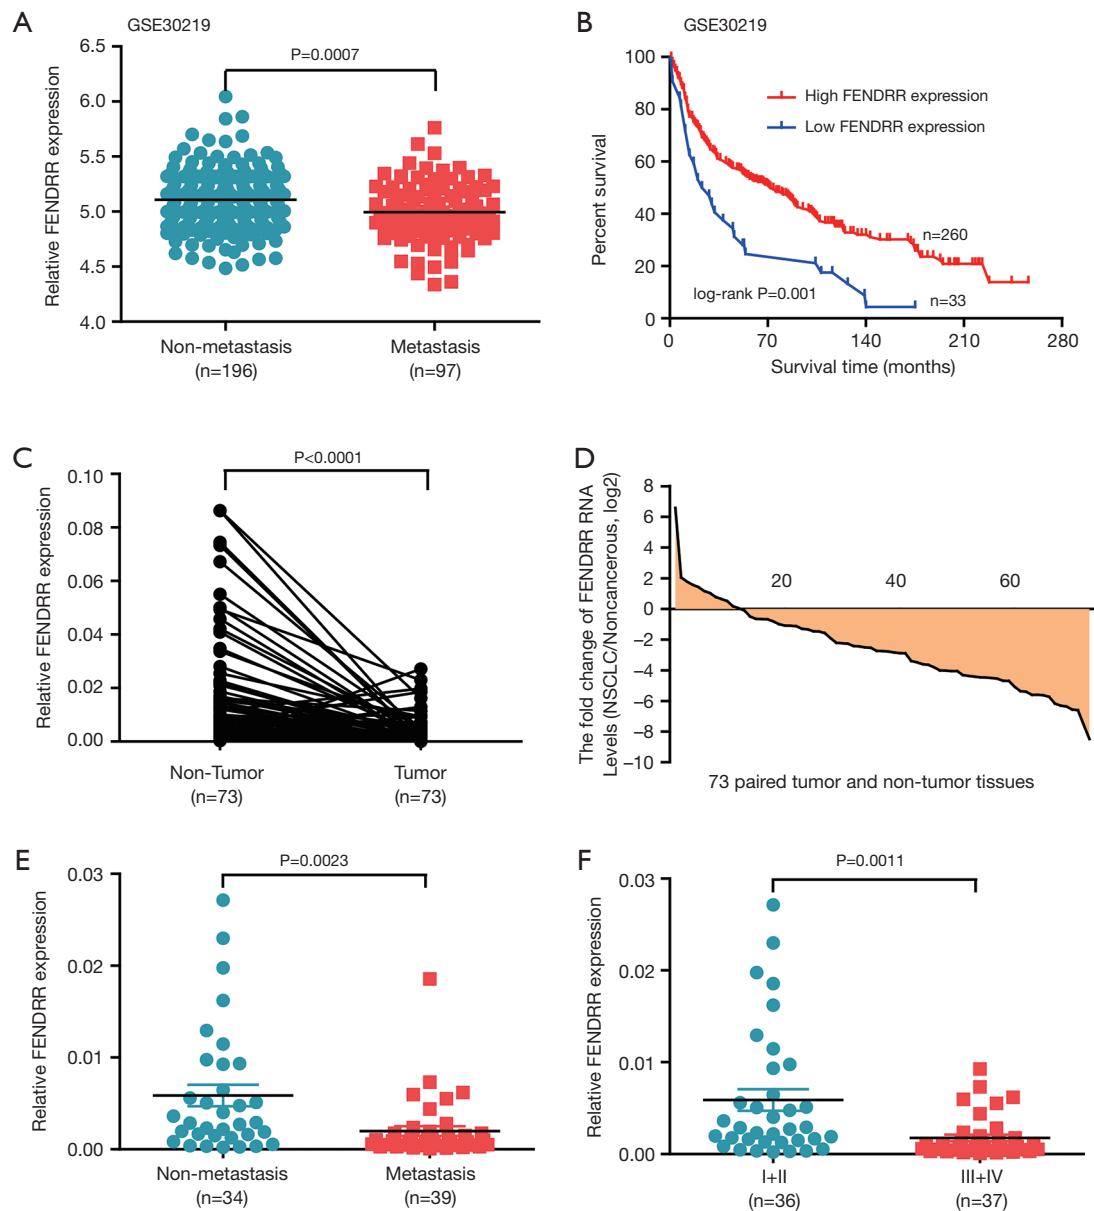 A
GSE30219
P=0.0007
Relative FENDRR expression
6.5
6.0
5.5
5.0
4.5
4.0
Non-metastasis
(n=196)
Metastasis
(n=97)
B
GSE30219
Percent survival
100
80
60
40
20
0
High FENDRR expression
Low FENDRR expression
n=260
n=33
log-rank P=0.001
0
70
140
210
280
Survival time (months)
C
P<0.0001
Relative FENDRR expression
0.10
0.08
0.06
0.04
0.02
0.00
Non-Tumor
(n=73)
Tumor
(n=73)
D
The fold change of FENDRR RNA
Levels (NSCLC/Noncancerous, log2)
8
6
4
2
0
−2
−4
−6
−8
−10
20
40
60
73 paired tumor and non-tumor tissues
E
P=0.0023
Relative FENDRR expression
0.03
0.02
0.01
0.00
Non-metastasis
(n=34)
Metastasis
(n=39)
F
P=0.0011
Relative FENDRR expression
0.03
0.02
0.01
0.00
I+II
(n=36)
III+IV
(n=37)